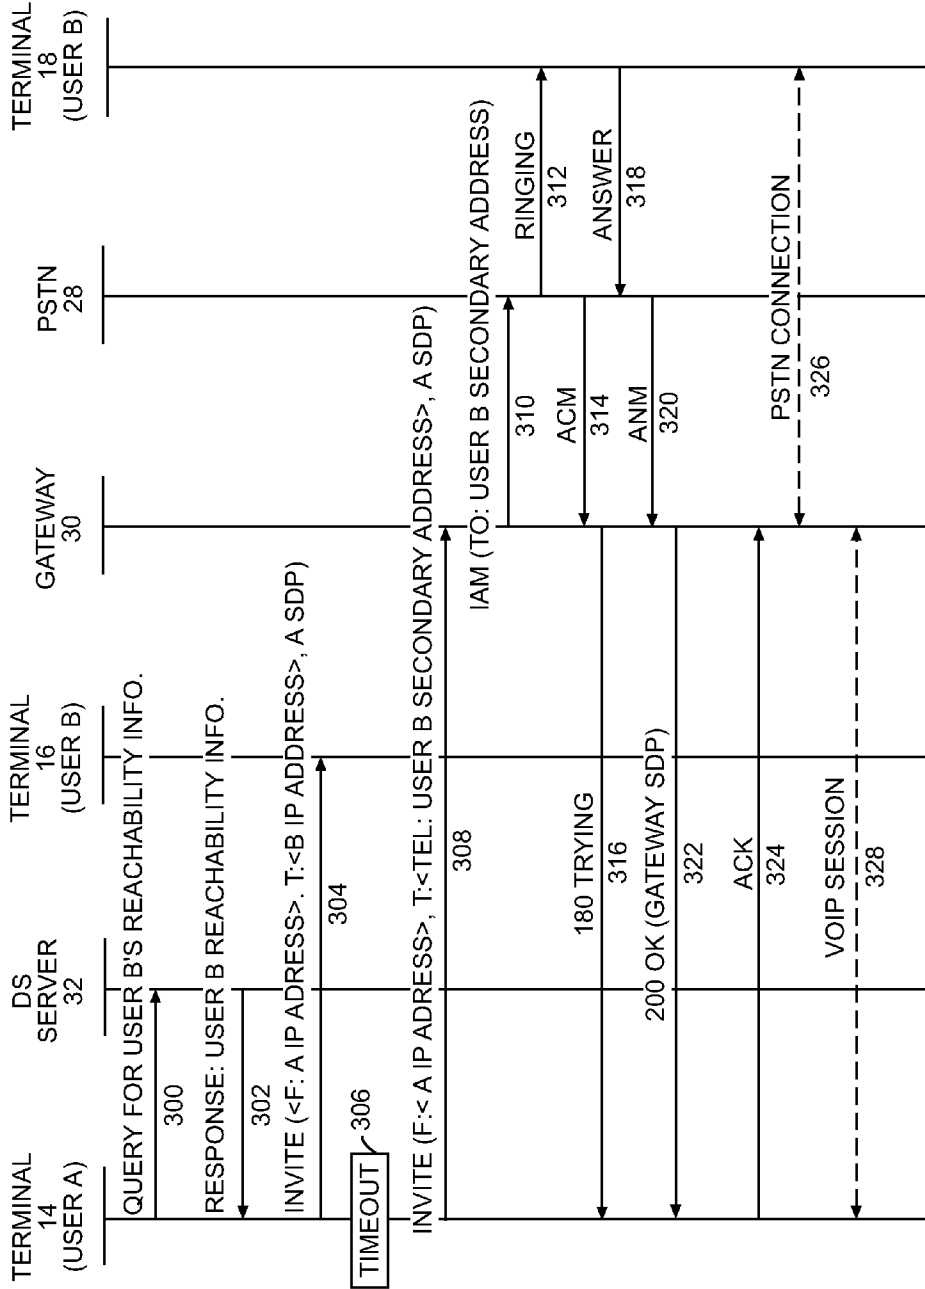 TERMINAL
14
(USER A)
DS
SERVER
32
TERMINAL
16
(USER B)
GATEWAY
30
PSTN
28
TERMINAL
18
(USER B)
QUERY FOR USER B'S REACHABILITY INFO.
300
RESPONSE: USER B REACHABILITY INFO.
302
INVITE (<F: A IP ADRESS>. T:<B IP ADDRESS>, A SDP)
304
TIMEOUT
306
INVITE (F:< A IP ADRESS>, T:<TEL: USER B SECONDARY ADDRESS>, A SDP)
308
IAM (TO: USER B SECONDARY ADDRESS)
310
RINGING
312
ACM
314
180 TRYING
316
ANSWER
318
ANM
320
200 OK (GATEWAY SDP)
322
ACK
324
PSTN CONNECTION
326
VOIP SESSION
328